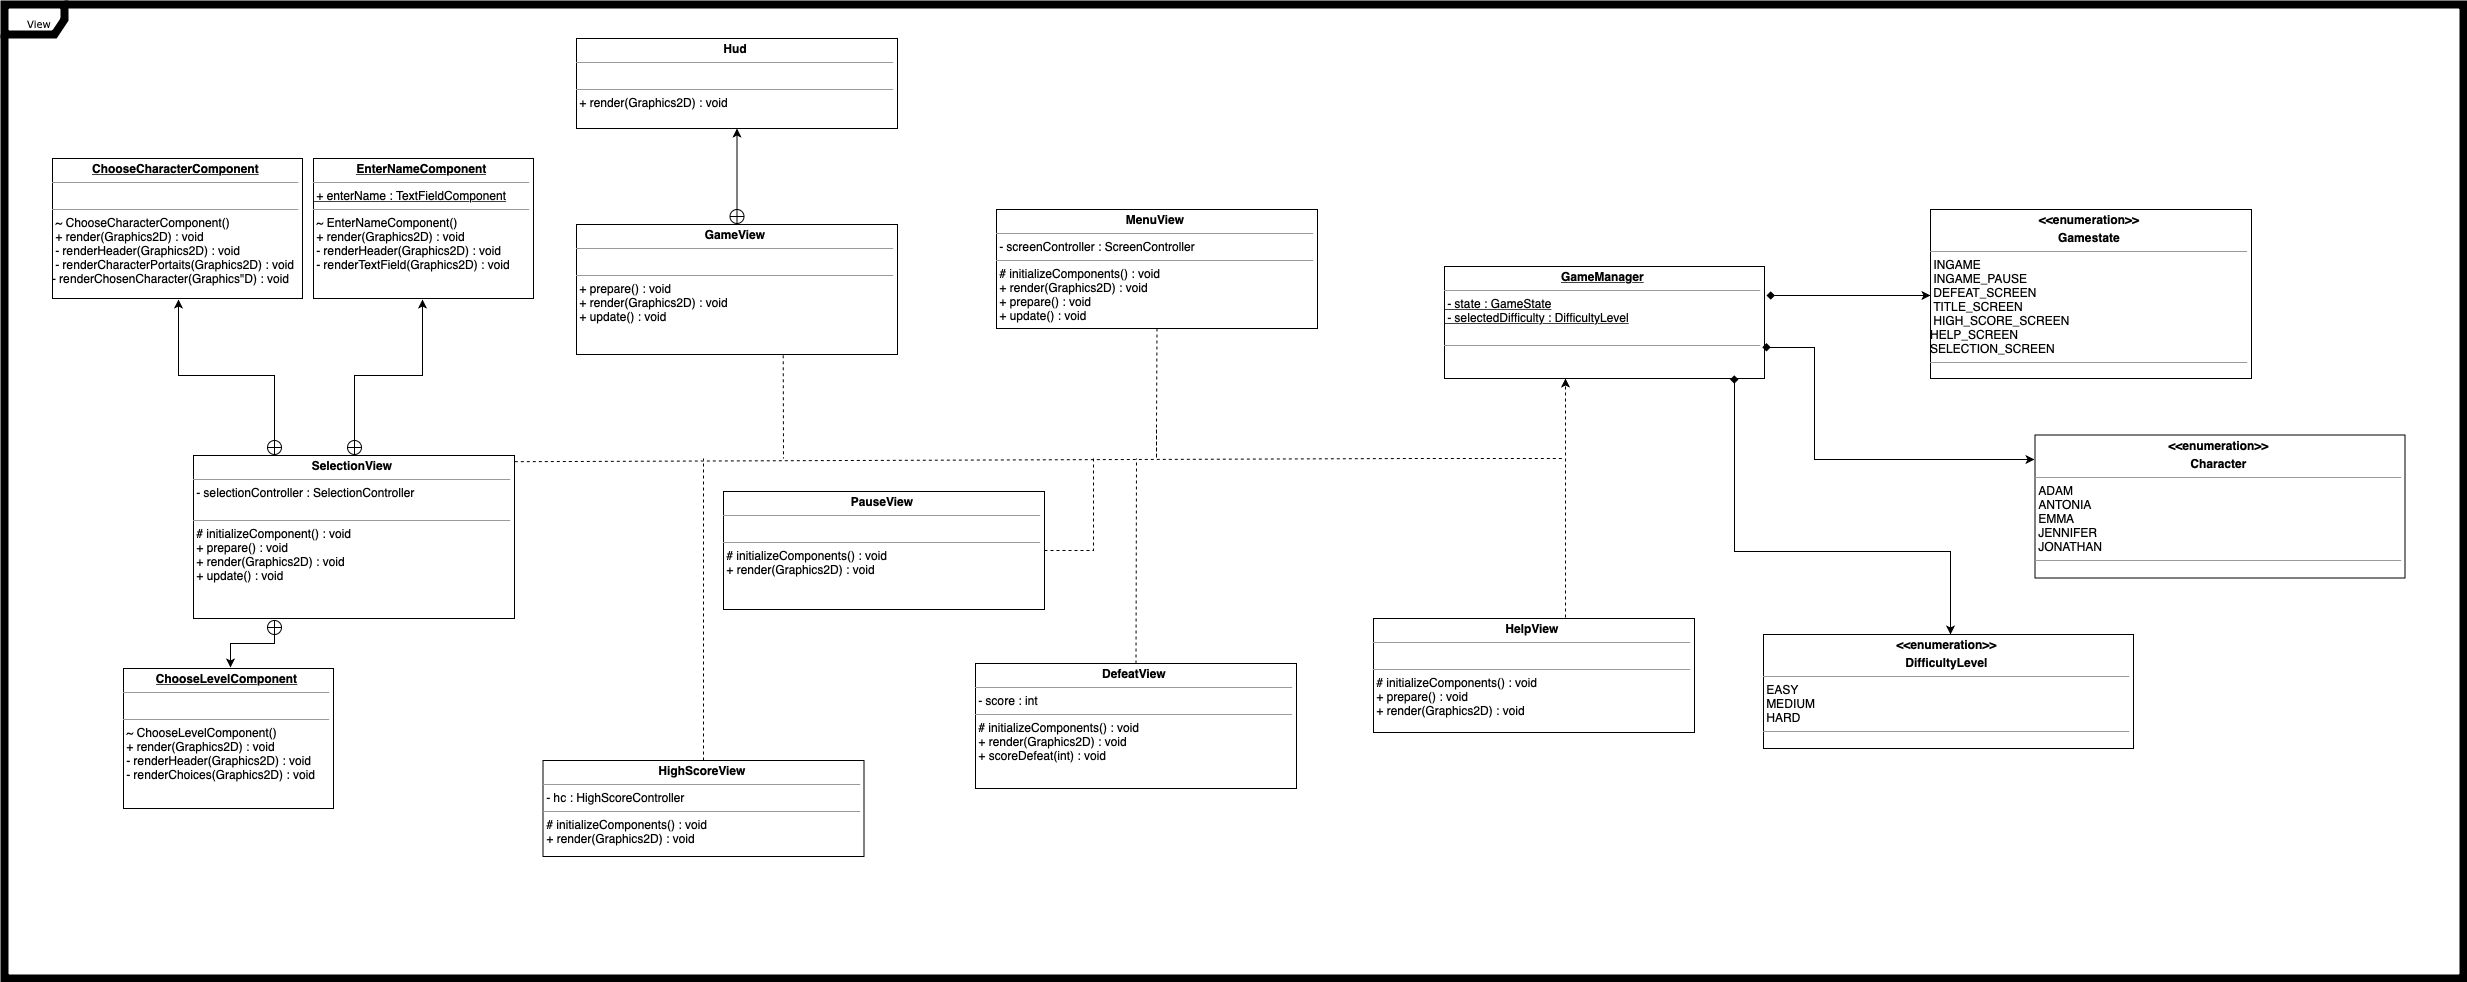 View
Hud
+ render(Graphics2D) : void
ChooseCharacterComponent
~ ChooseCharacterComponent()
+ render(Graphics2D) : void
- renderHeader(Graphics2D) : void
- renderCharacterPortaits(Graphics2D) : void
- renderChosenCharacter(Graphics"D) : void
EnterNameComponent
+ enterName : TextFieldComponent
~ EnterNameComponent()
+ render(Graphics2D) : void
- renderHeader(Graphics2D) : void
- renderTextField(Graphics2D) : void
GameView
+ prepare() : void
+ render(Graphics2D) : void
+ update() : void
MenuView
- screenController : ScreenController
# initializeComponents() : void
+ render(Graphics2D) : void
+ prepare() : void
+ update() : void
GameManager
- state : GameState
- selectedDifficulty : DifficultyLevel
<<enumeration>>
Gamestate
INGAME
INGAME_PAUSE
DEFEAT_SCREEN
TITLE_SCREEN
HIGH_SCORE_SCREEN
HELP_SCREEN
SELECTION_SCREEN
<<enumeration>>
Character
ADAM
ANTONIA
EMMA
JENNIFER
JONATHAN
SelectionView
- selectionController : SelectionController
# initializeComponent() : void
+ prepare() : void
+ render(Graphics2D) : void
+ update() : void
PauseView
# initializeComponents() : void
+ render(Graphics2D) : void
HelpView
# initializeComponents() : void
+ prepare() : void
+ render(Graphics2D) : void
<<enumeration>>
DifficultyLevel
EASY
MEDIUM
HARD
ChooseLevelComponent
~ ChooseLevelComponent()
+ render(Graphics2D) : void
- renderHeader(Graphics2D) : void
- renderChoices(Graphics2D) : void
DefeatView
- score : int
# initializeComponents() : void
+ render(Graphics2D) : void
+ scoreDefeat(int) : void
HighScoreView
- hc : HighScoreController
# initializeComponents() : void
+ render(Graphics2D) : void